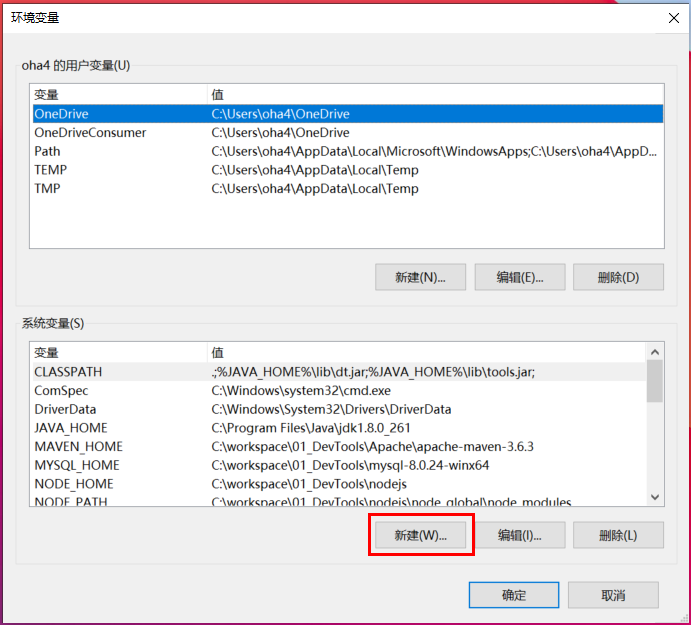 环境变量
oha4 的用户变量(U)
变量 值
OneDrive C:\Users\oha4\OneDrive
OneDriveConsumer C:\Users\oha4\OneDrive
Path C:\Users\oha4\AppData\Local\Microsoft\WindowsApps;C:\Users\oha4\AppD...
TEMP C:\Users\oha4\AppData\Local\Temp
TMP C:\Users\oha4\AppData\Local\Temp
新建(N)... 编辑(E)... 删除(D)
系统变量(S)
变量 值
CLASSPATH .;%JAVA_HOME%\lib\dt.jar;%JAVA_HOME%\lib\tools.jar;
ComSpec C:\Windows\system32\cmd.exe
DriverData C:\Windows\System32\Drivers\DriverData
JAVA_HOME C:\Program Files\Java\jdk1.8.0_261
MAVEN_HOME C:\workspace\01_DevTools\Apache\apache-maven-3.6.3
MYSQL_HOME C:\workspace\01_DevTools\mysql-8.0.24-winx64
NODE_HOME C:\workspace\01_DevTools\nodejs
NODE_PATH C:\workspace\01_DevTools\nodejs\node_global\node_modules
新建(W)... 编辑(I)... 删除(L)
确定 取消